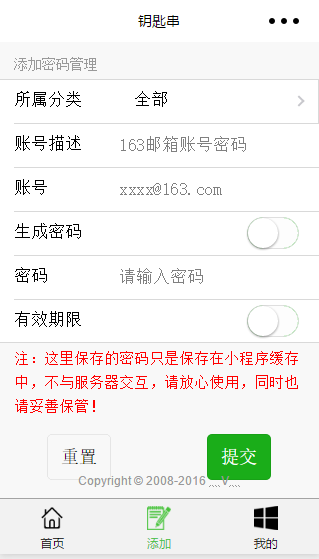 钥匙串
添加密码管理
所属分类 全部
账号描述 163邮箱账号密码
账号 xxxx@163.com
生成密码
密码 请输入密码
有效期限
注：这里保存的密码只是保存在小程序缓存
中，不与服务器交互，请放心使用，同时也
请妥善保管！
重置 提交
Copyright © 2008-2016 ﹏V﹏
首页 添加 我的